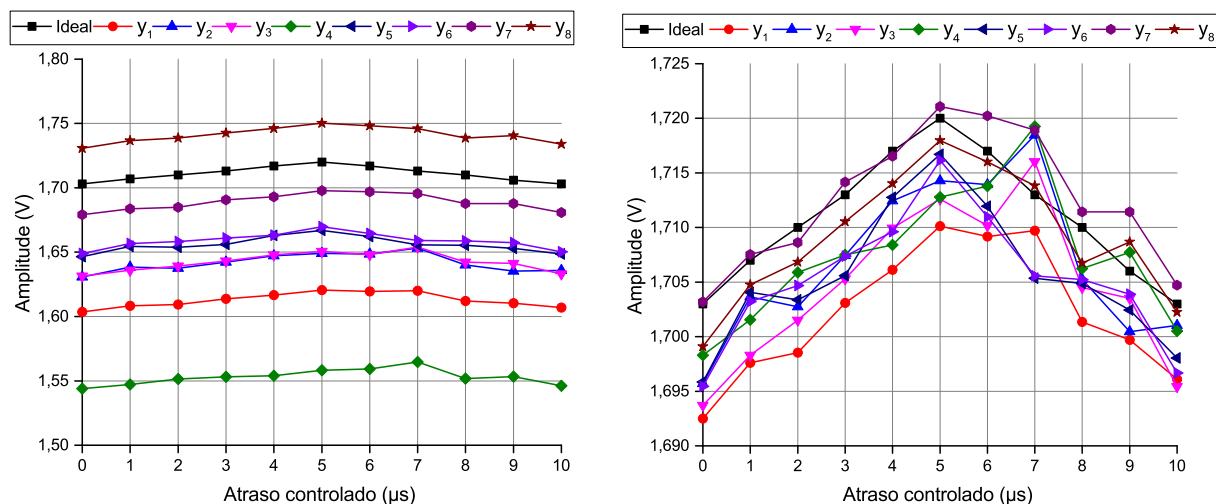 Ideal y₁ y₂ y₃ y₄ y₅ y₆ y₇ y₈
1,80
1,75
1,70
1,65
1,60
1,55
1,50
Amplitude (V)
0 1 2 3 4 5 6 7 8 9 10
Atraso controlado (µs)
Ideal y₁ y₂ y₃ y₄ y₅ y₆ y₇ y₈
1,725
1,720
1,715
1,710
1,705
1,700
1,695
1,690
Amplitude (V)
0 1 2 3 4 5 6 7 8 9 10
Atraso controlado (µs)